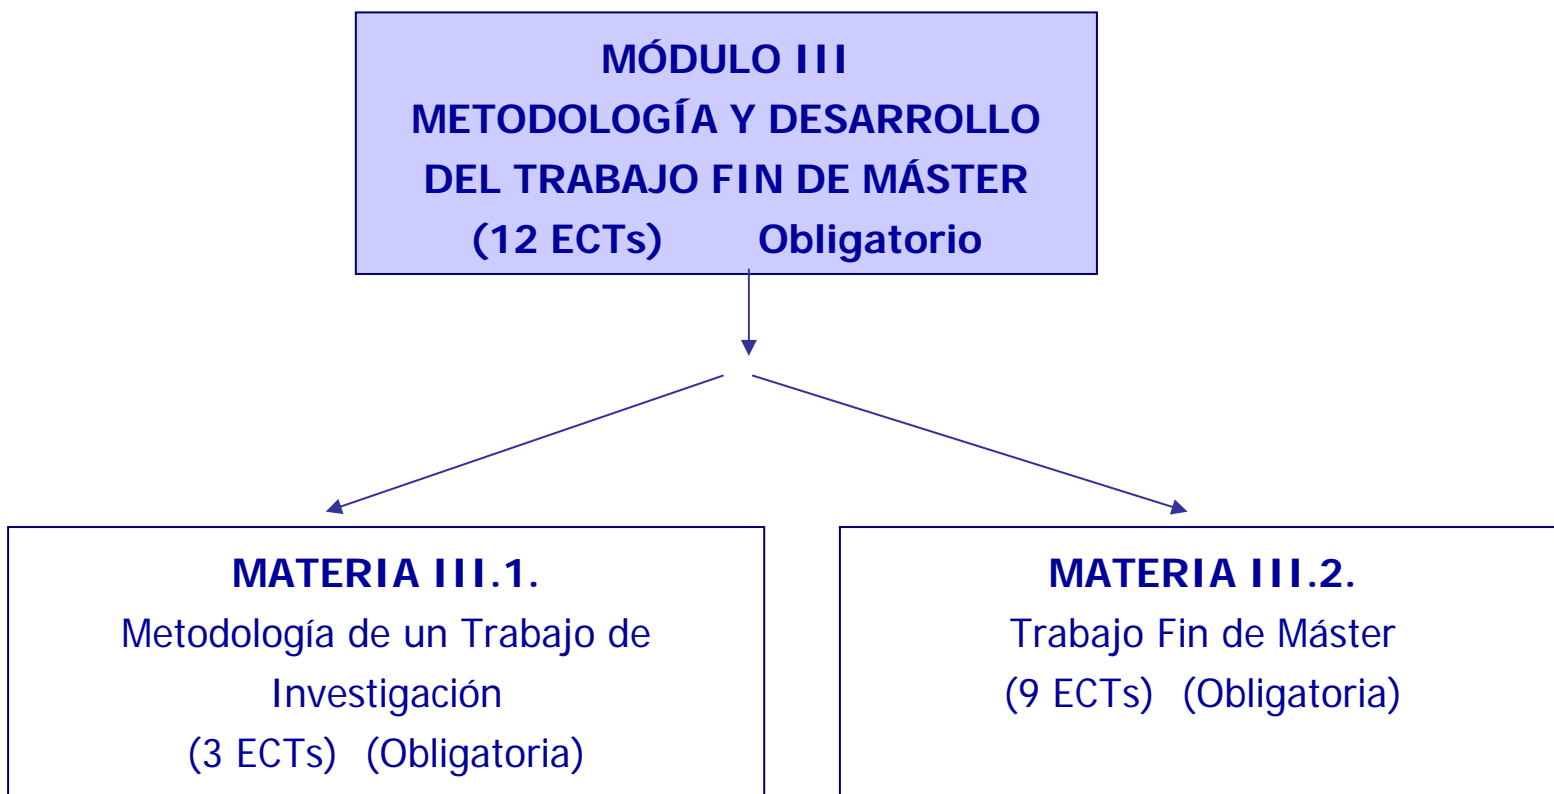 MÓDULO III
METODOLOGÍA Y DESARROLLO
DEL TRABAJO FIN DE MÁSTER
(12 ECTs) Obligatorio
MATERIA III.1.
Metodología de un Trabajo de
Investigación
(3 ECTs) (Obligatoria)
MATERIA III.2.
Trabajo Fin de Máster
(9 ECTs) (Obligatoria)